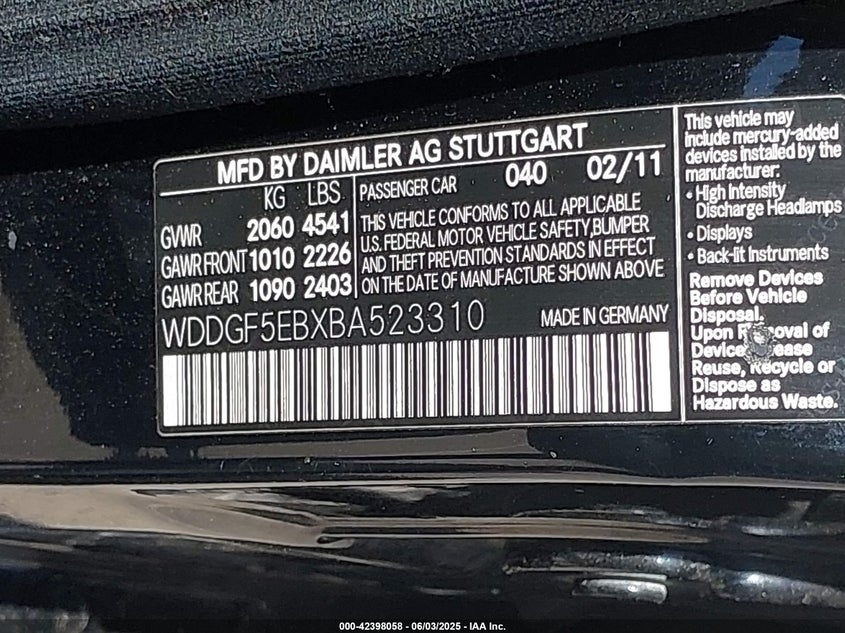 MFD BY DAIMLER AG STUTTGART
KG LBS
GVWR 2060 4541
GAWR FRONT 1010 2226
GAWR REAR 1090 2403
PASSENGER CAR 040 02/11
THIS VEHICLE CONFORMS TO ALL APPLICABLE
U.S. FEDERAL MOTOR VEHICLE SAFETY,BUMPER
AND THEFT PREVENTION STANDARDS IN EFFECT
ON THE DATE OF MANUFACTURE SHOWN ABOVE
WDDGF5EBXBA523310 MADE IN GERMANY
This vehicle may
include mercury-added
devices installed by the
manufacturer:
• High Intensity
Discharge Headlamps
• Displays
• Back-lit Instruments
Remove Devices
Before Vehicle
Disposal.
Upon Removal of
Devices Please
Reuse, Recycle or
Dispose as
Hazardous Waste.
000-42398058 - 06/03/2025 - IAA Inc.